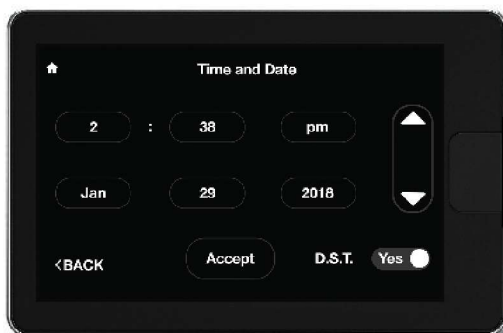 Time and Date
2 : 38 pm
Jan 29 2018
<BACK Accept D.S.T. Yes